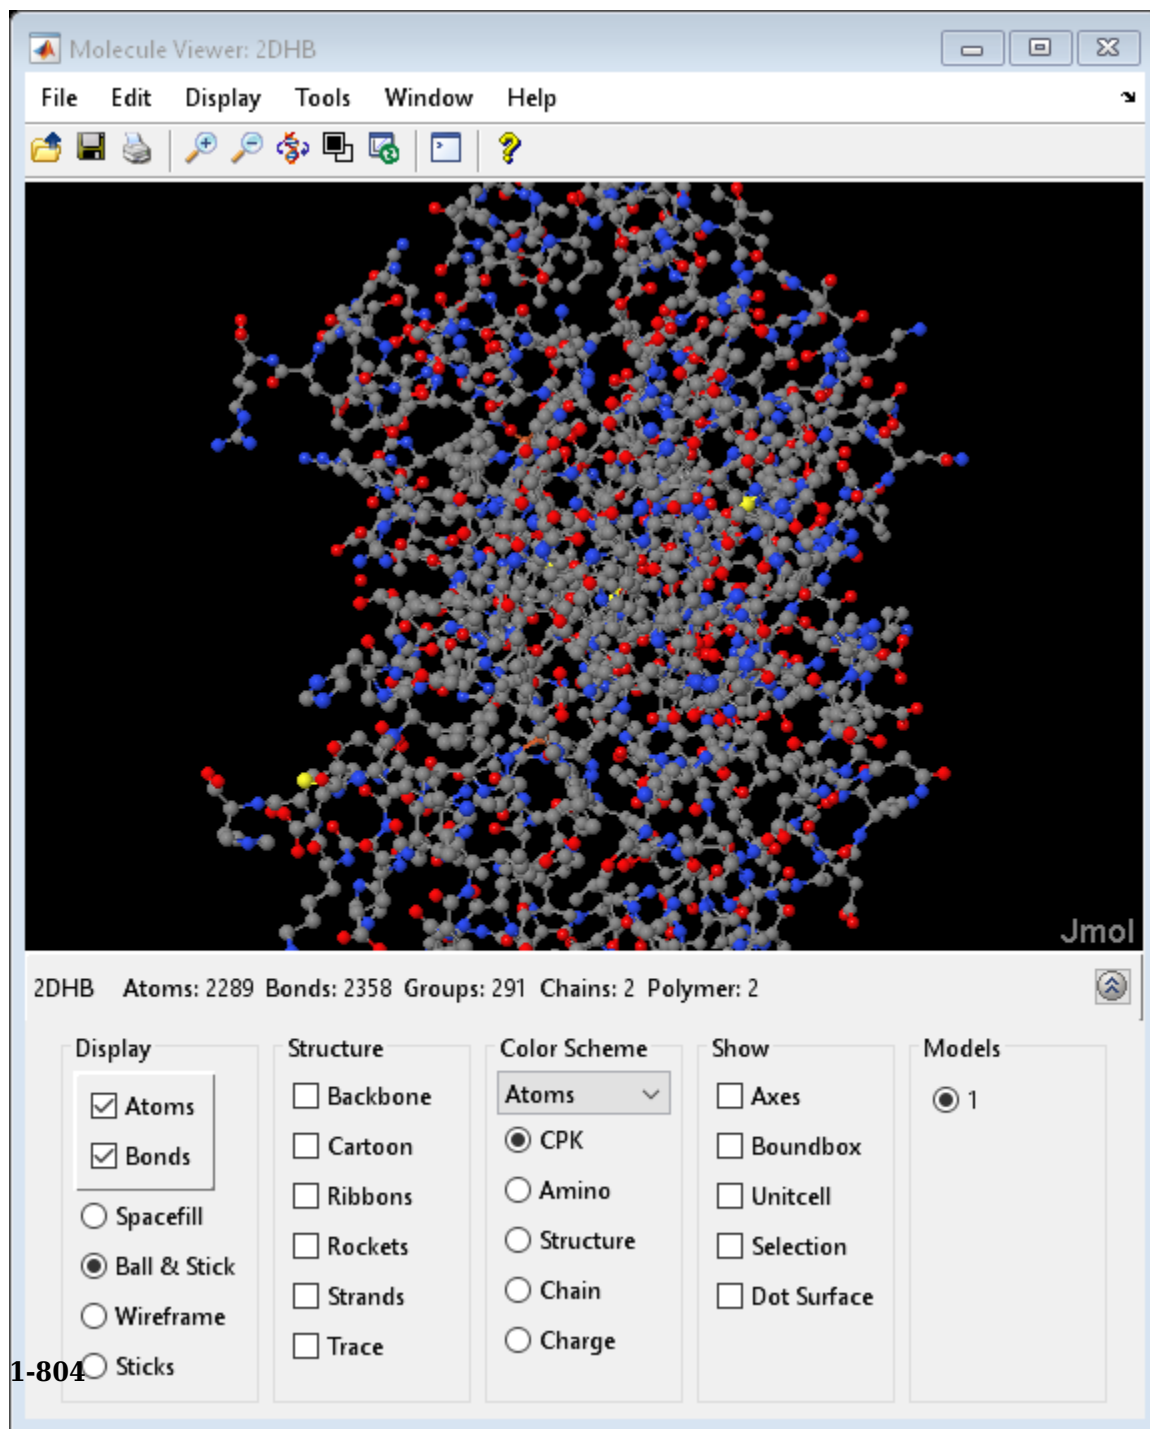 Molecule Viewer: 2DHB
File Edit Display Tools Window Help
Jmol
2DHB Atoms: 2289 Bonds: 2358 Groups: 291 Chains: 2 Polymer: 2
Display
Atoms
Bonds
Spacefill
Ball & Stick
Wireframe
Sticks
Structure
Backbone
Cartoon
Ribbons
Rockets
Strands
Trace
Color Scheme
Atoms
CPK
Amino
Structure
Chain
Charge
Show
Axes
Boundbox
Unitcell
Selection
Dot Surface
Models
1
1-804